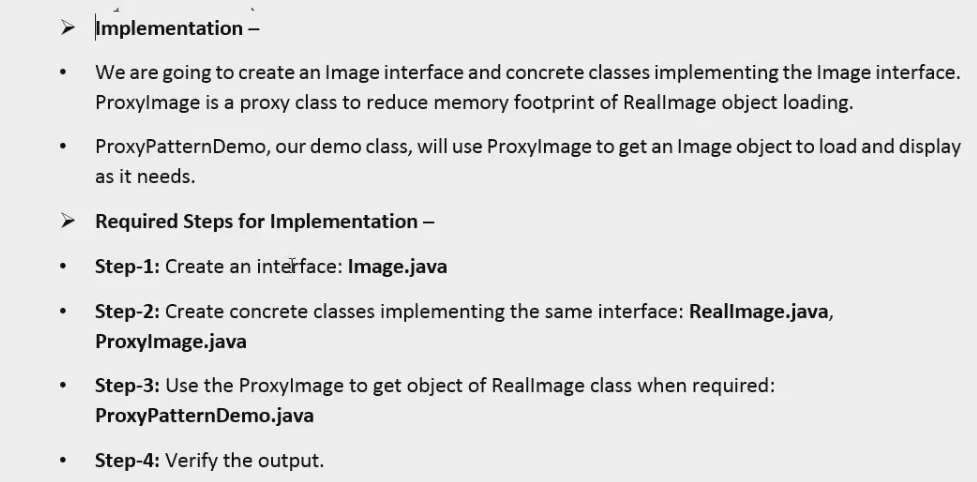 ➢ Implementation –
• We are going to create an Image interface and concrete classes implementing the Image interface.
ProxyImage is a proxy class to reduce memory footprint of RealImage object loading.
• ProxyPatternDemo, our demo class, will use ProxyImage to get an Image object to load and display
as it needs.
➢ Required Steps for Implementation –
• Step-1: Create an interface: Image.java
• Step-2: Create concrete classes implementing the same interface: RealImage.java,
ProxyImage.java
• Step-3: Use the ProxyImage to get object of RealImage class when required:
ProxyPatternDemo.java
• Step-4: Verify the output.